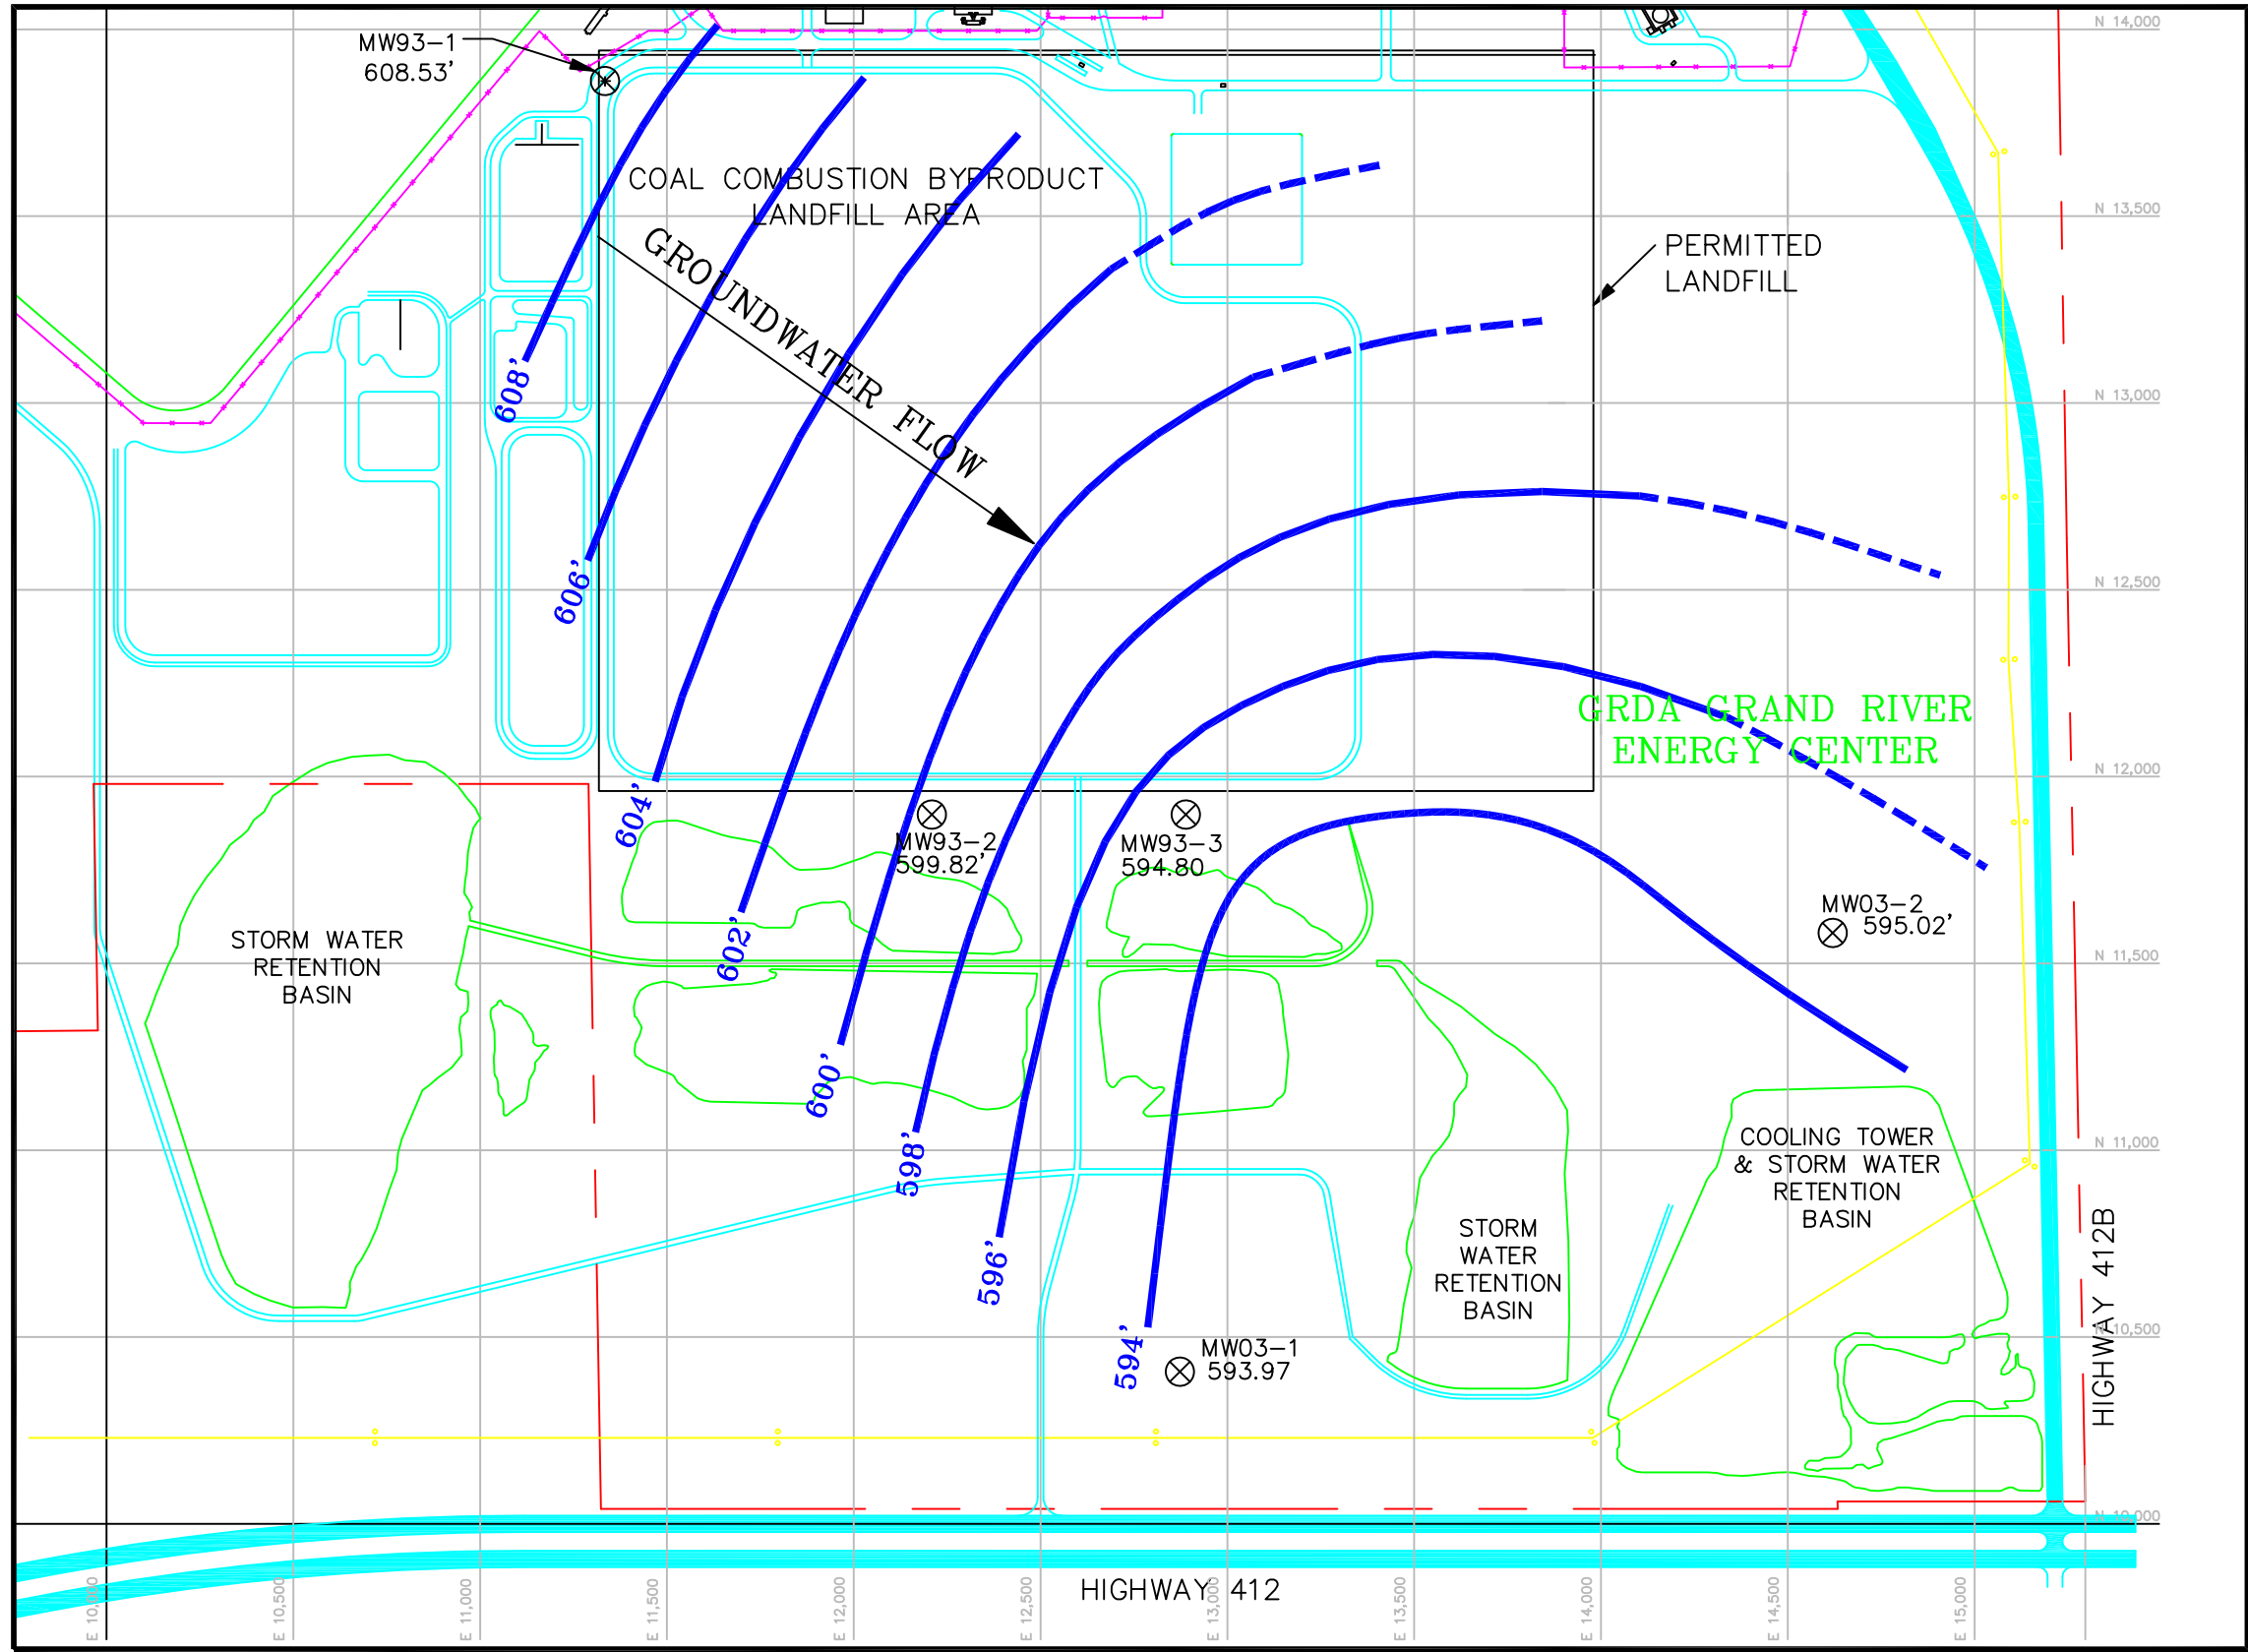 N 14,000
MW93-1
608.53'
COAL COMBUSTION BYPRODUCT
LANDFILL AREA
N 13,500
GROUNDWATER FLOW
PERMITTED
LANDFILL
608'
N 13,000
606'
N 12,500
GRDA GRAND RIVER
ENERGY CENTER
604'
N 12,000
MW93-2
599.82'
MW93-3
594.80
MW03-2
595.02'
602'
STORM WATER
RETENTION
BASIN
N 11,500
600'
598'
COOLING TOWER
& STORM WATER
RETENTION
BASIN
N 11,000
596'
STORM
WATER
RETENTION
BASIN
HIGHWAY 412B
594'
MW03-1
593.97
N 10,500
N 10,000
HIGHWAY 412
E 10,000
E 10,500
E 11,000
E 11,500
E 12,000
E 12,500
E 13,000
E 13,500
E 14,000
E 14,500
E 15,000